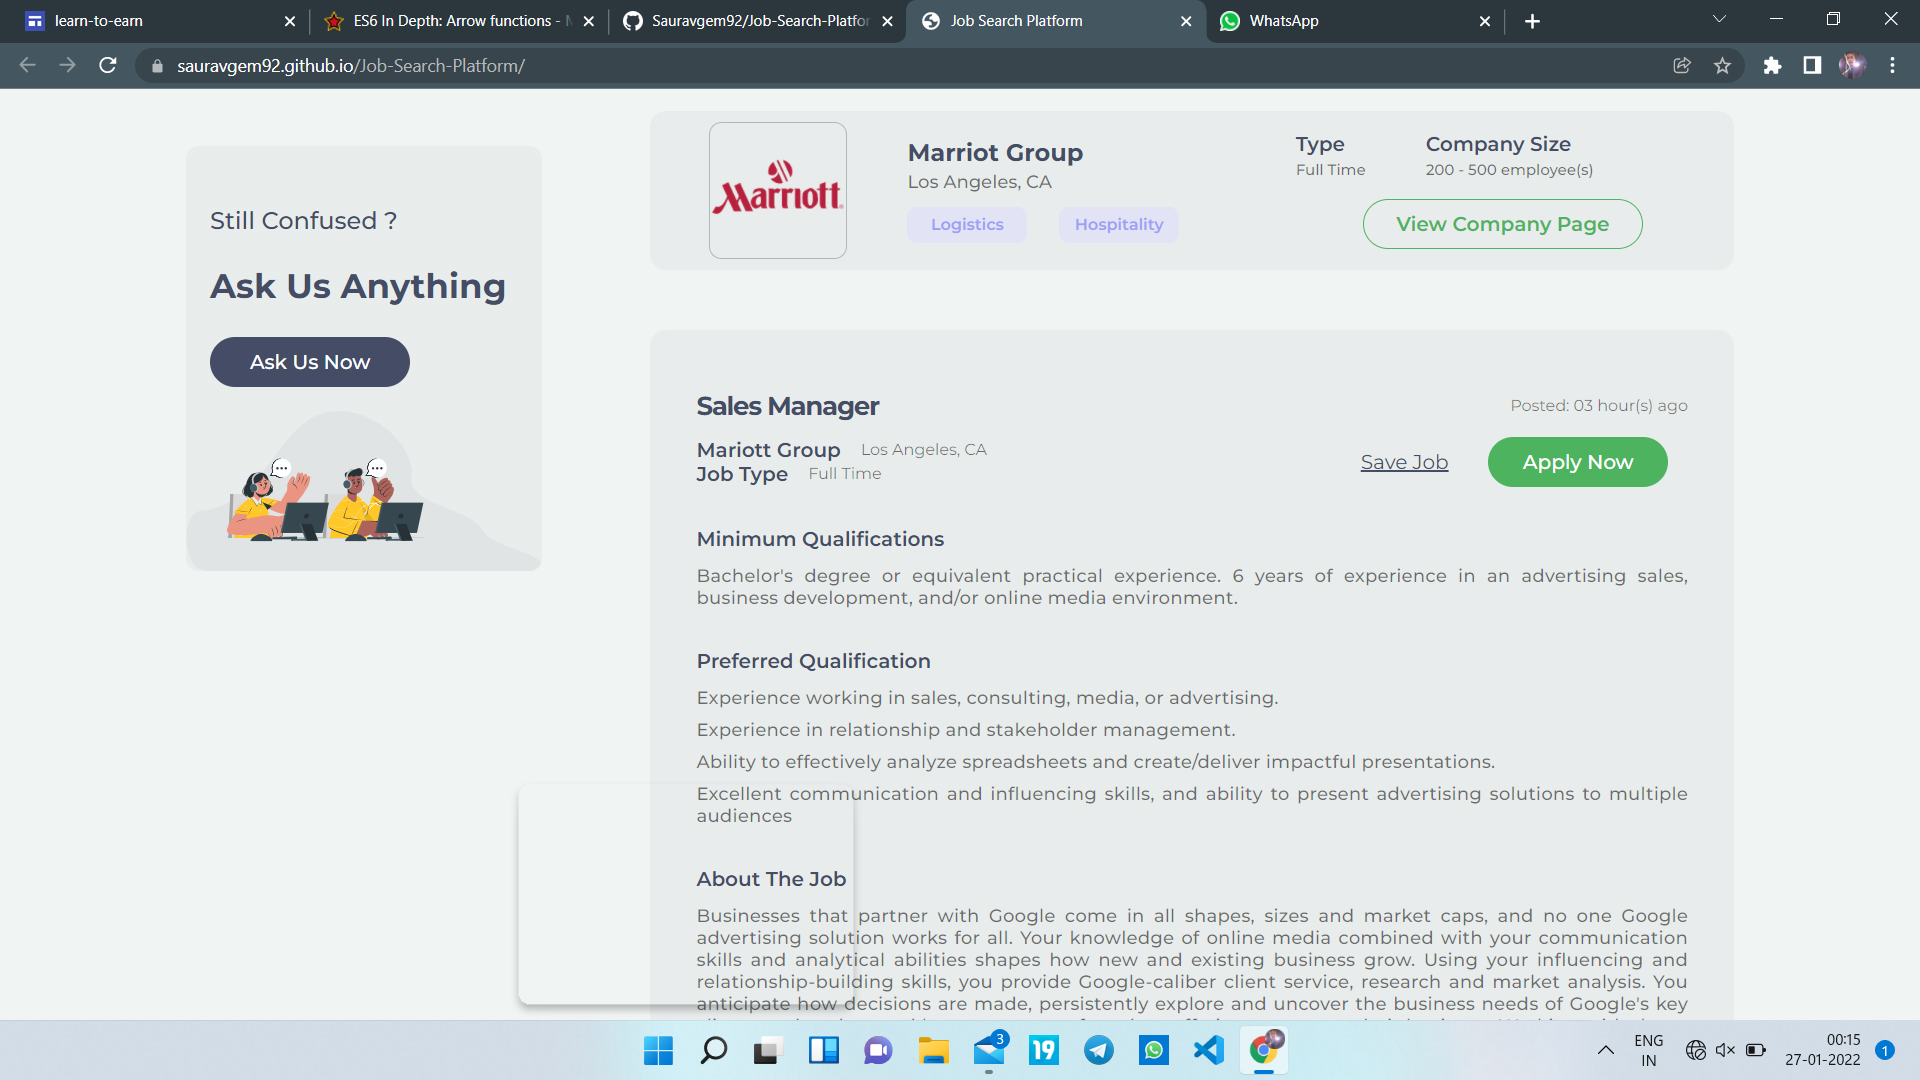 learn-to-earn
ES6 In Depth: Arrow functions -
Sauravgem92/Job-Search-Platfor
Job Search Platform
WhatsApp
sauravgem92.github.io/Job-Search-Platform/
Still Confused ?
Ask Us Anything
Ask Us Now
Marriott
Marriot Group
Los Angeles, CA
Logistics
Hospitality
Type
Full Time
Company Size
200 - 500 employee(s)
View Company Page
Sales Manager
Posted: 03 hour(s) ago
Mariott Group Los Angeles, CA
Job Type Full Time
Save Job
Apply Now
Minimum Qualifications
Bachelor's degree or equivalent practical experience. 6 years of experience in an advertising sales,
business development, and/or online media environment.
Preferred Qualification
Experience working in sales, consulting, media, or advertising.
Experience in relationship and stakeholder management.
Ability to effectively analyze spreadsheets and create/deliver impactful presentations.
Excellent communication and influencing skills, and ability to present advertising solutions to multiple
audiences
About The Job
Businesses that partner with Google come in all shapes, sizes and market caps, and no one Google
advertising solution works for all. Your knowledge of online media combined with your communication
skills and analytical abilities shapes how new and existing business grow. Using your influencing and
relationship-building skills, you provide Google-caliber client service, research and market analysis. You
anticipate how decisions are made, persistently explore and uncover the business needs of Google's key
3
19
ENG
IN
00:15
27-01-2022
1